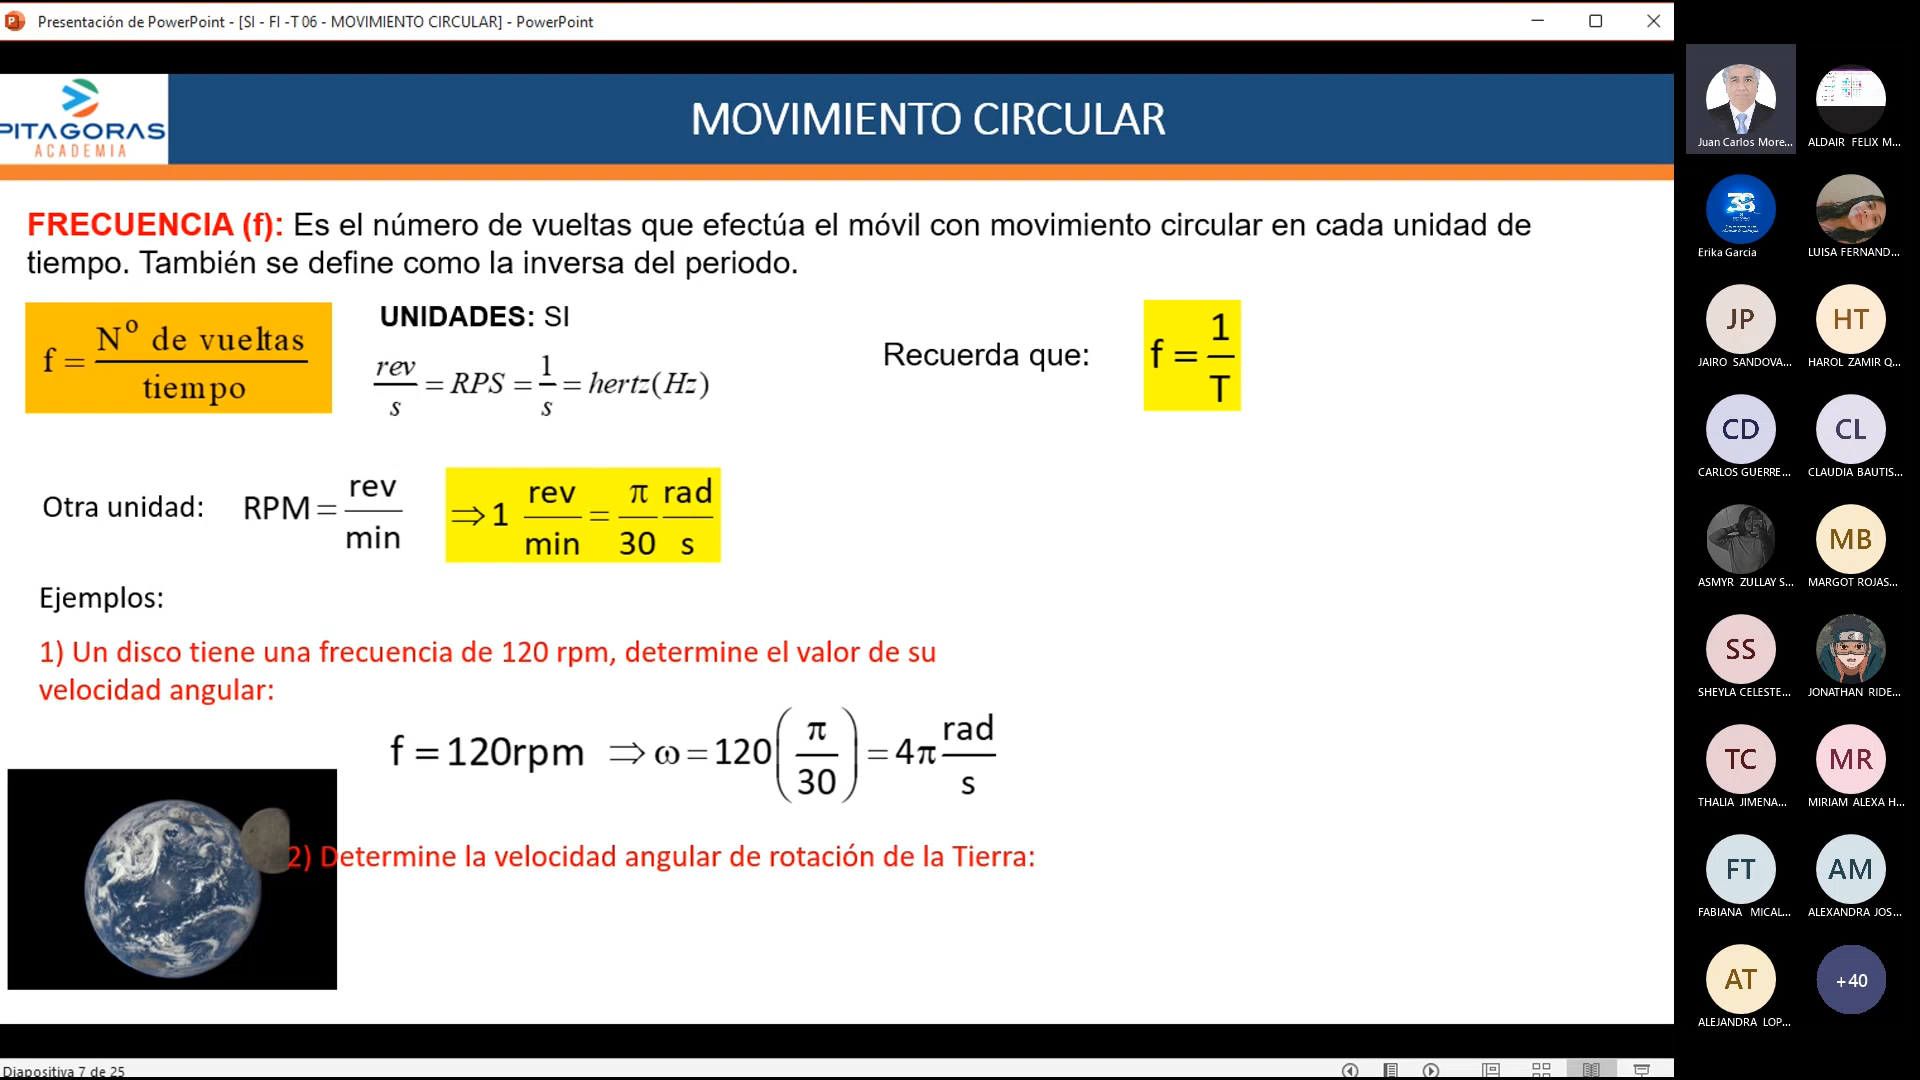 Presentación de PowerPoint - [SI - FI -T 06 - MOVIMIENTO CIRCULAR] - PowerPoint
PITAGORAS
ACADEMIA
MOVIMIENTO CIRCULAR
FRECUENCIA (f): Es el número de vueltas que efectúa el móvil con movimiento circular en cada unidad de
tiempo. También se define como la inversa del periodo.
f = Nº de vueltas / tiempo
UNIDADES: SI
rev/s = RPS = 1/s = hertz(Hz)
Recuerda que:
f = 1/T
Otra unidad:
RPM = rev/min
⇒ 1 rev/min = π/30 rad/s
Ejemplos:
1) Un disco tiene una frecuencia de 120 rpm, determine el valor de su
velocidad angular:
f = 120rpm ⇒ ω = 120(π/30) = 4π rad/s
2) Determine la velocidad angular de rotación de la Tierra:
Diapositiva 7 de 25
Juan Carlos More...
ALDAIR FELIX M...
Erika Garcia
LUISA FERNAND...
JP
HT
JAIRO SANDOVA...
HAROL ZAMIR Q...
CD
CL
CARLOS GUERRE...
CLAUDIA BAUTIS...
MB
ASMYR ZULLAY S...
MARGOT ROJAS...
SS
SHEYLA CELESTE...
JONATHAN RIDE...
TC
MR
THALIA JIMENA...
MIRIAM ALEXA H...
FT
AM
FABIANA MICAL...
ALEXANDRA JOS...
AT
+40
ALEJANDRA LOP...